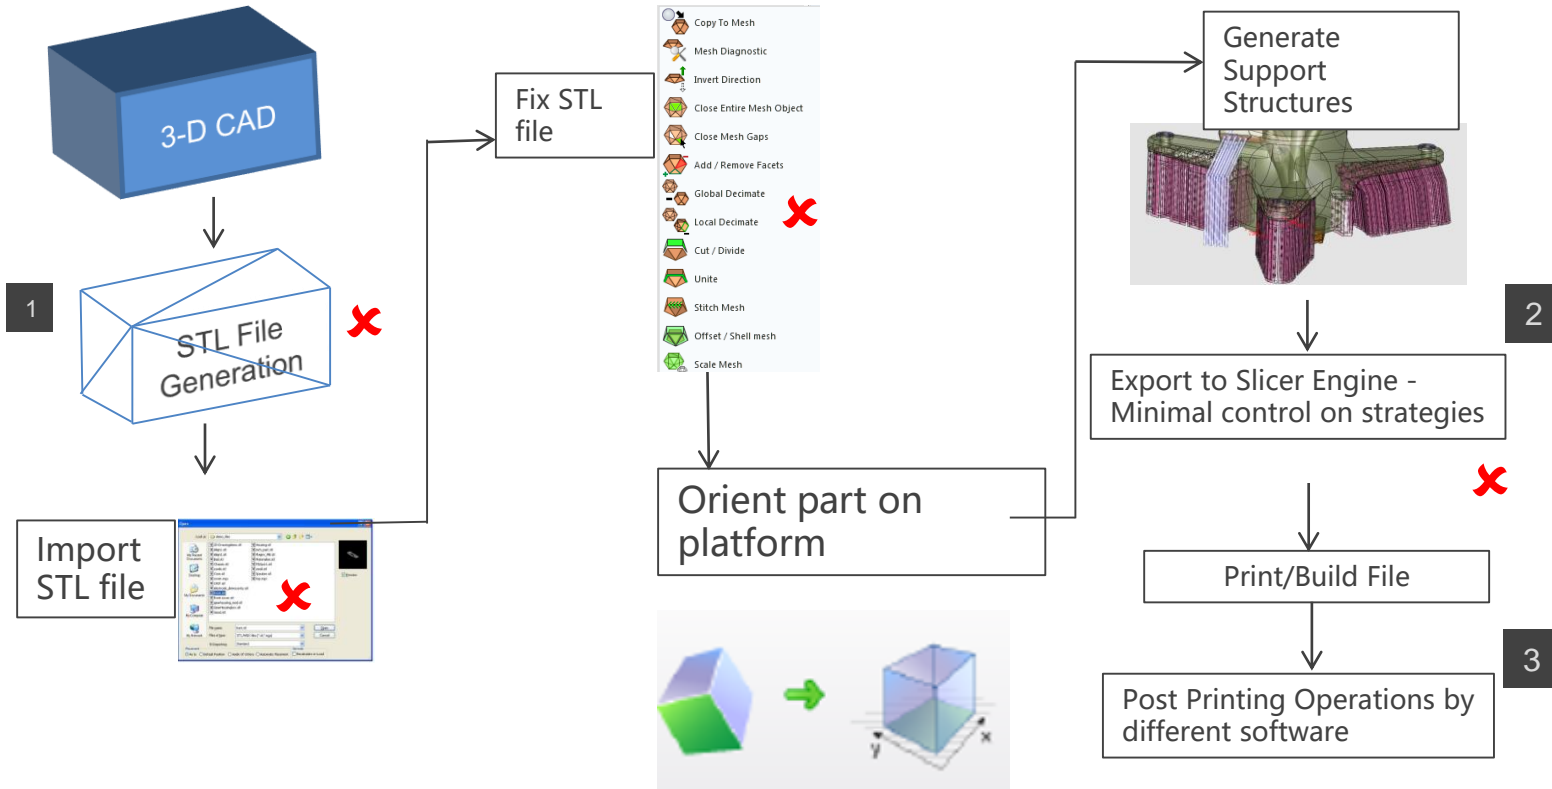 3-D CAD
1
STL File
Generation
Import
STL file
Fix STL
file
Copy To Mesh
Mesh Diagnostic
Invert Direction
Close Entire Mesh Object
Close Mesh Gaps
Add / Remove Facets
Global Decimate
Local Decimate
Cut / Divide
Unite
Stitch Mesh
Offset / Shell mesh
Scale Mesh
Orient part on
platform
y
x
Generate
Support
Structures
2
Export to Slicer Engine -
Minimal control on strategies
Print/Build File
3
Post Printing Operations by
different software